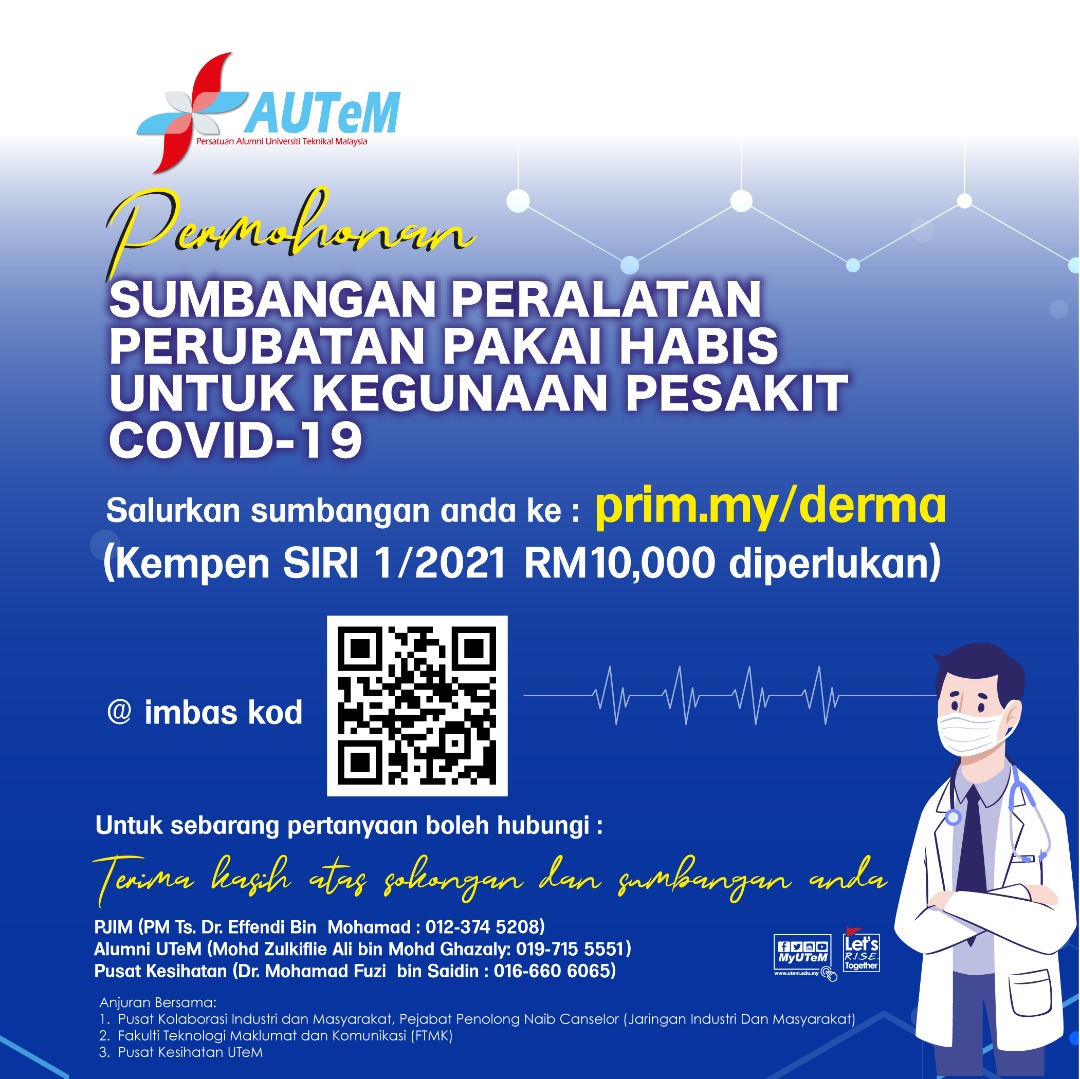 AUTeM
Persatuan Alumni Universiti Teknikal Malaysia
Permohonan
SUMBANGAN PERALATAN
PERUBATAN PAKAI HABIS
UNTUK KEGUNAAN PESAKIT
COVID-19
Salurkan sumbangan anda ke : prim.my/derma
(Kempen SIRI 1/2021 RM10,000 diperlukan)
@ imbas kod
Untuk sebarang pertanyaan boleh hubungi :
Terima kasih atas sokongan dan sumbangan anda
PJIM (PM Ts. Dr. Effendi Bin Mohamad : 012-374 5208)
Alumni UTeM (Mohd Zulkiflie Ali bin Mohd Ghazaly: 019-715 5551)
Pusat Kesihatan (Dr. Mohamad Fuzi bin Saidin : 016-660 6065)
MyUTeM
www.utem.edu.my
Let's
RISE
Together
Anjuran Bersama:
1. Pusat Kolaborasi Industri dan Masyarakat, Pejabat Penolong Naib Canselor (Jaringan Industri Dan Masyarakat)
2. Fakulti Teknologi Maklumat dan Komunikasi (FTMK)
3. Pusat Kesihatan UTeM